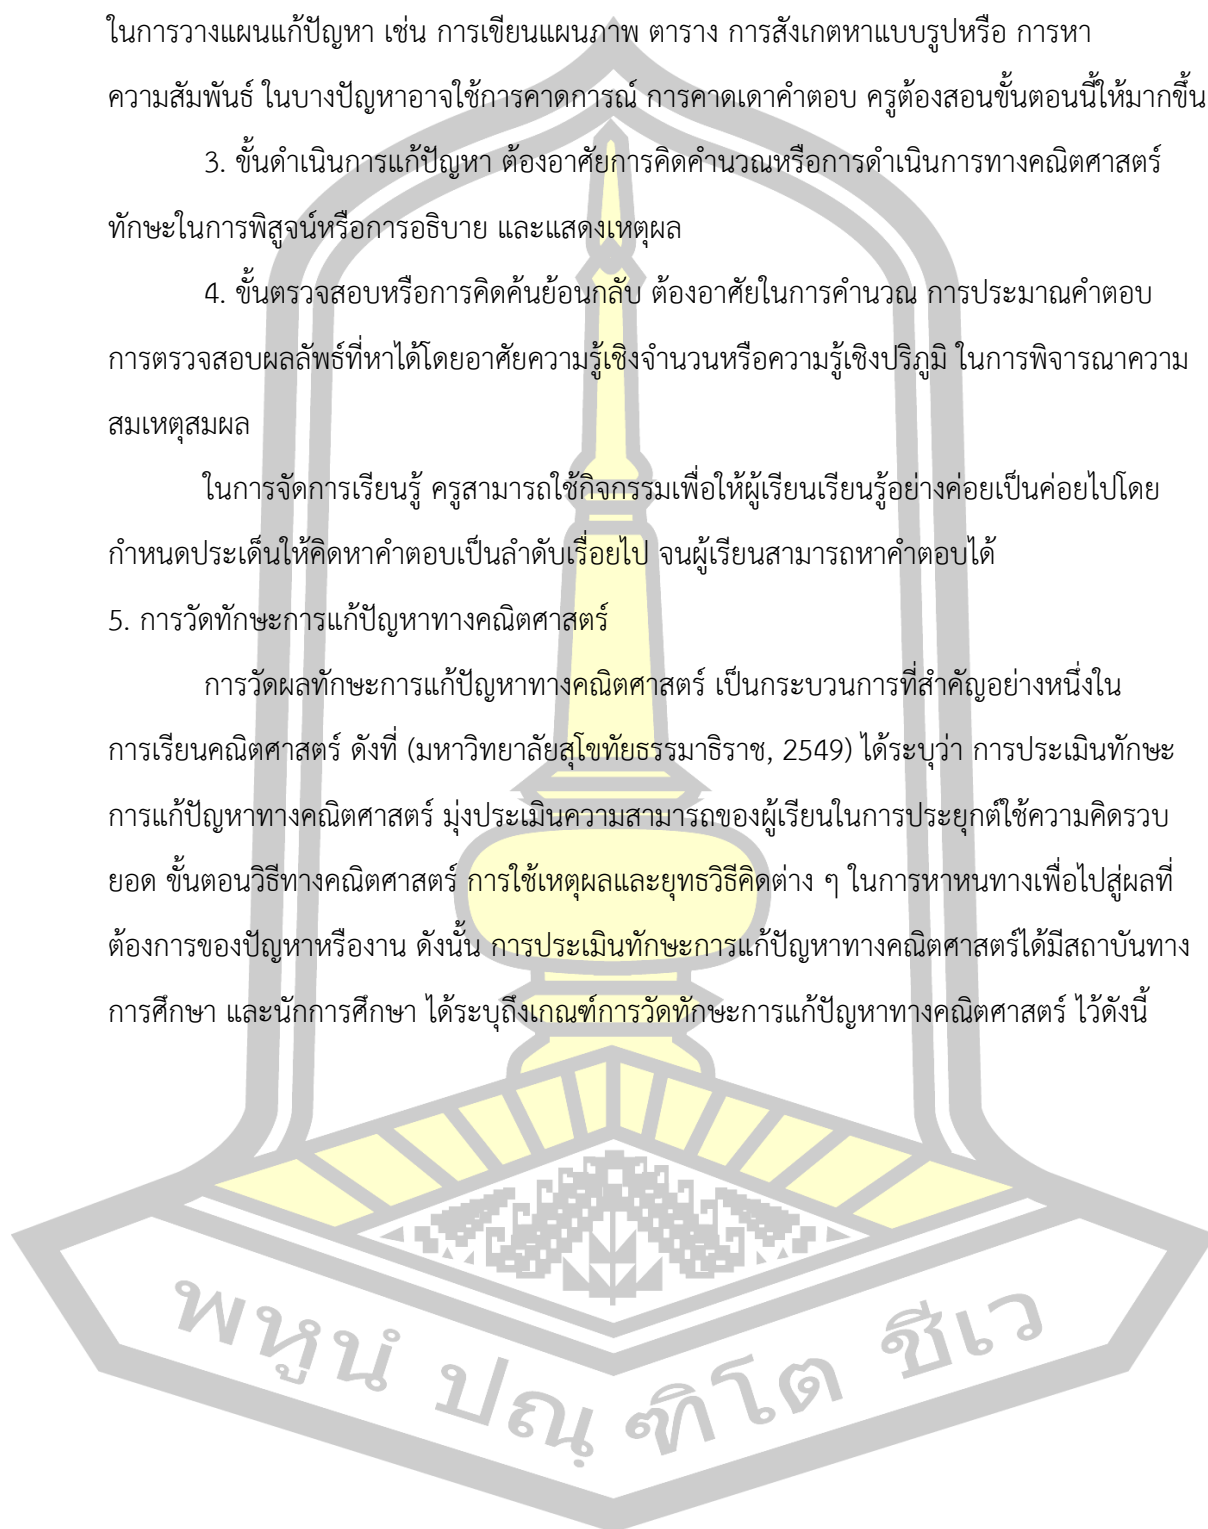 ในการวางแผนแก้ปัญหา เช่น การเขียนแผนภาพ ตาราง การสังเกตหาแบบรูปหรือ การหา
ความสัมพันธ์ ในบางปัญหาอาจใช้การคาดการณ์ การคาดเดาคำตอบ ครูต้องสอนขั้นตอนนี้ให้มากขึ้น
3. ขั้นดำเนินการแก้ปัญหา ต้องอาศัยการคิดคำนวณหรือการดำเนินการทางคณิตศาสตร์
ทักษะในการพิสูจน์หรือการอธิบาย และแสดงเหตุผล
4. ขั้นตรวจสอบหรือการคิดค้นย้อนกลับ ต้องอาศัยในการคำนวณ การประมาณคำตอบ
การตรวจสอบผลลัพธ์ที่หาได้โดยอาศัยความรู้เชิงจำนวนหรือความรู้เชิงปริภูมิ ในการพิจารณาความ
สมเหตุสมผล
ในการจัดการเรียนรู้ ครูสามารถใช้กิจกรรมเพื่อให้ผู้เรียนเรียนรู้อย่างค่อยเป็นค่อยไปโดย
กำหนดประเด็นให้คิดหาคำตอบเป็นลำดับเรื่อยไป จนผู้เรียนสามารถหาคำตอบได้
5. การวัดทักษะการแก้ปัญหาทางคณิตศาสตร์
การวัดผลทักษะการแก้ปัญหาทางคณิตศาสตร์ เป็นกระบวนการที่สำคัญอย่างหนึ่งใน
การเรียนคณิตศาสตร์ ดังที่ (มหาวิทยาลัยสุโขทัยธรรมาธิราช, 2549) ได้ระบุว่า การประเมินทักษะ
การแก้ปัญหาทางคณิตศาสตร์ มุ่งประเมินความสามารถของผู้เรียนในการประยุกต์ใช้ความคิดรวบ
ยอด ขั้นตอนวิธีทางคณิตศาสตร์ การใช้เหตุผลและยุทธวิธีคิดต่าง ๆ ในการหาหนทางเพื่อไปสู่ผลที่
ต้องการของปัญหาหรืองาน ดังนั้น การประเมินทักษะการแก้ปัญหาทางคณิตศาสตร์ได้มีสถาบันทาง
การศึกษา และนักการศึกษา ได้ระบุถึงเกณฑ์การวัดทักษะการแก้ปัญหาทางคณิตศาสตร์ ไว้ดังนี้
พหูนํ ปณฺฑิโต ชีเว